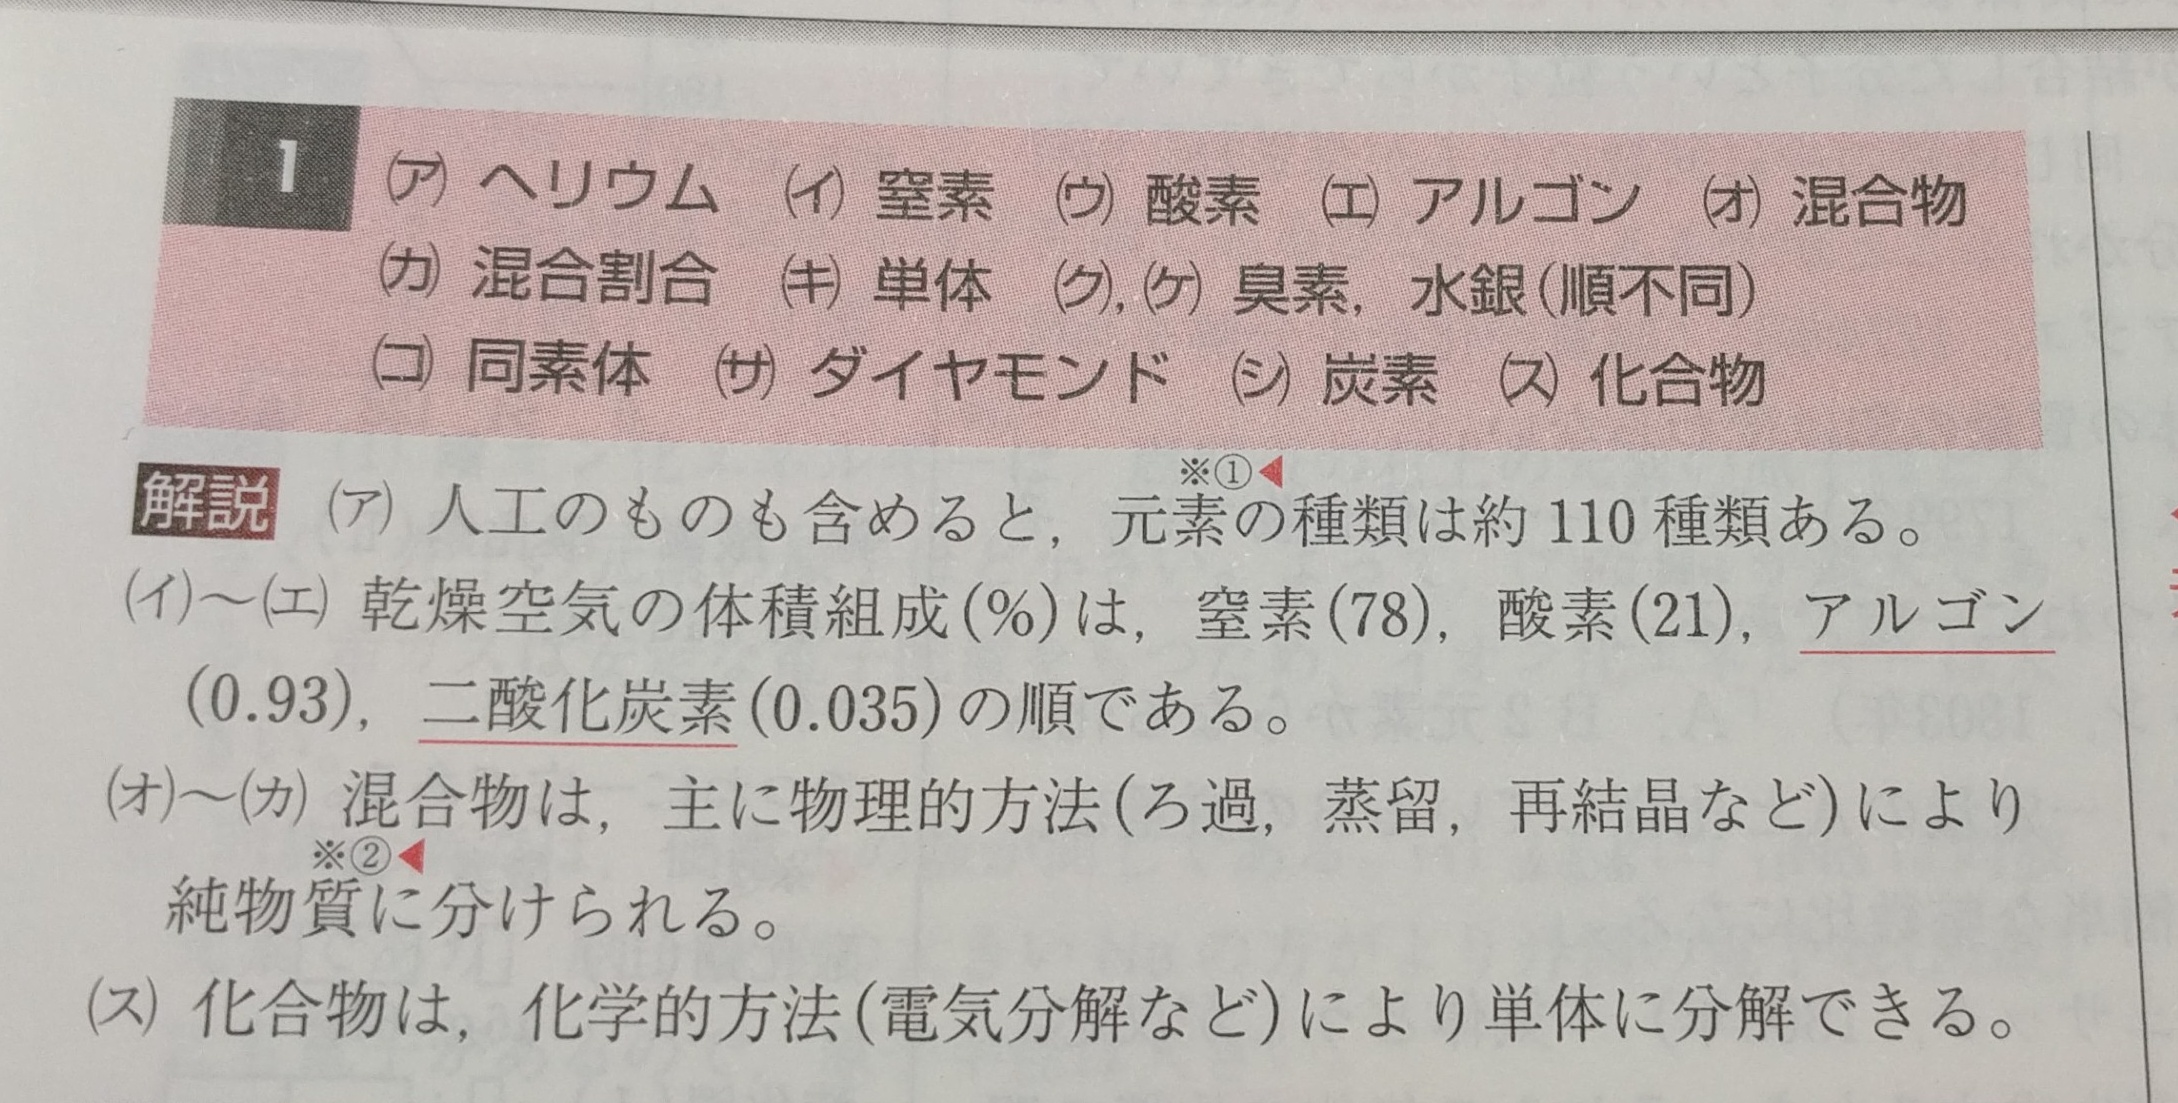 1
(ア) ヘリウム (イ) 窒素 (ウ) 酸素 (エ) アルゴン (オ) 混合物
(カ) 混合割合 (キ) 単体 (ク),(ケ) 臭素，水銀(順不同)
(コ) 同素体 (サ) ダイヤモンド (シ) 炭素 (ス) 化合物
※①◀
解説 (ア) 人工のものも含めると，元素の種類は約 110 種類ある。
(イ)〜(エ) 乾燥空気の体積組成(%)は，窒素(78)，酸素(21)，アルゴン
(0.93)，二酸化炭素(0.035)の順である。
(オ)〜(カ) 混合物は，主に物理的方法(ろ過，蒸留，再結晶など)により
※②◀
純物質に分けられる。
(ス) 化合物は，化学的方法(電気分解など)により単体に分解できる。